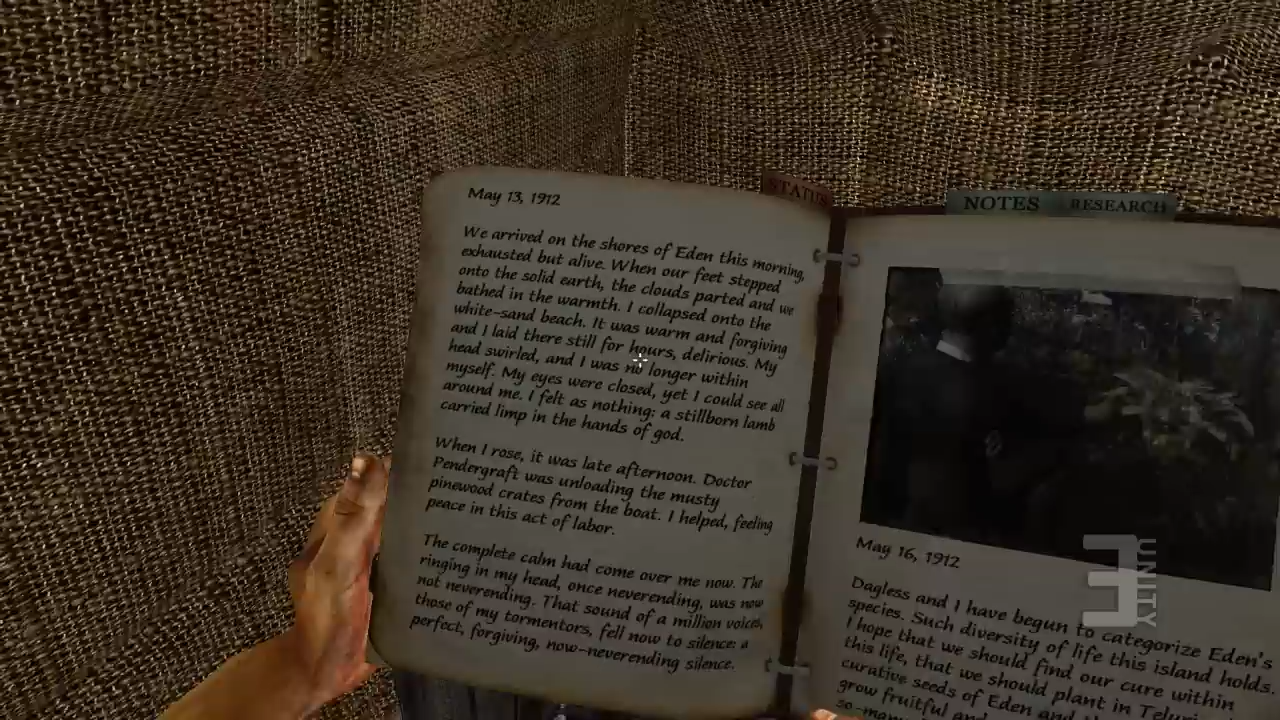 May 13, 1912
We arrived on the shores of Eden this morning,
exhausted but alive. When our feet stepped
onto the solid earth, the clouds parted and we
bathed in the warmth. I collapsed onto the
white-sand beach. It was warm and forgiving
and I laid there still for hours, delirious. My
head swirled, and I was no longer within
myself. My eyes were closed, yet I could see all
around me. I felt as nothing: a stillborn lamb
carried limp in the hands of god.
When I rose, it was late afternoon. Doctor
Pendergraft was unloading the musty
pinewood crates from the boat. I helped, feeling
peace in this act of labor.
The complete calm had come over me now. The
ringing in my head, once neverending, was now
not neverending. That sound of a million voices,
those of my tormentors, fell now to silence: a
perfect, forgiving, now-neverending silence.
STATUS
NOTES
RESEARCH
May 16, 1912
Dagless and I have begun to categorize Eden's
species. Such diversity of life this island holds.
I hope that we should find our cure within
this life, that we should plant in
curative seeds of Eden and
grow fruitful and
UNITY